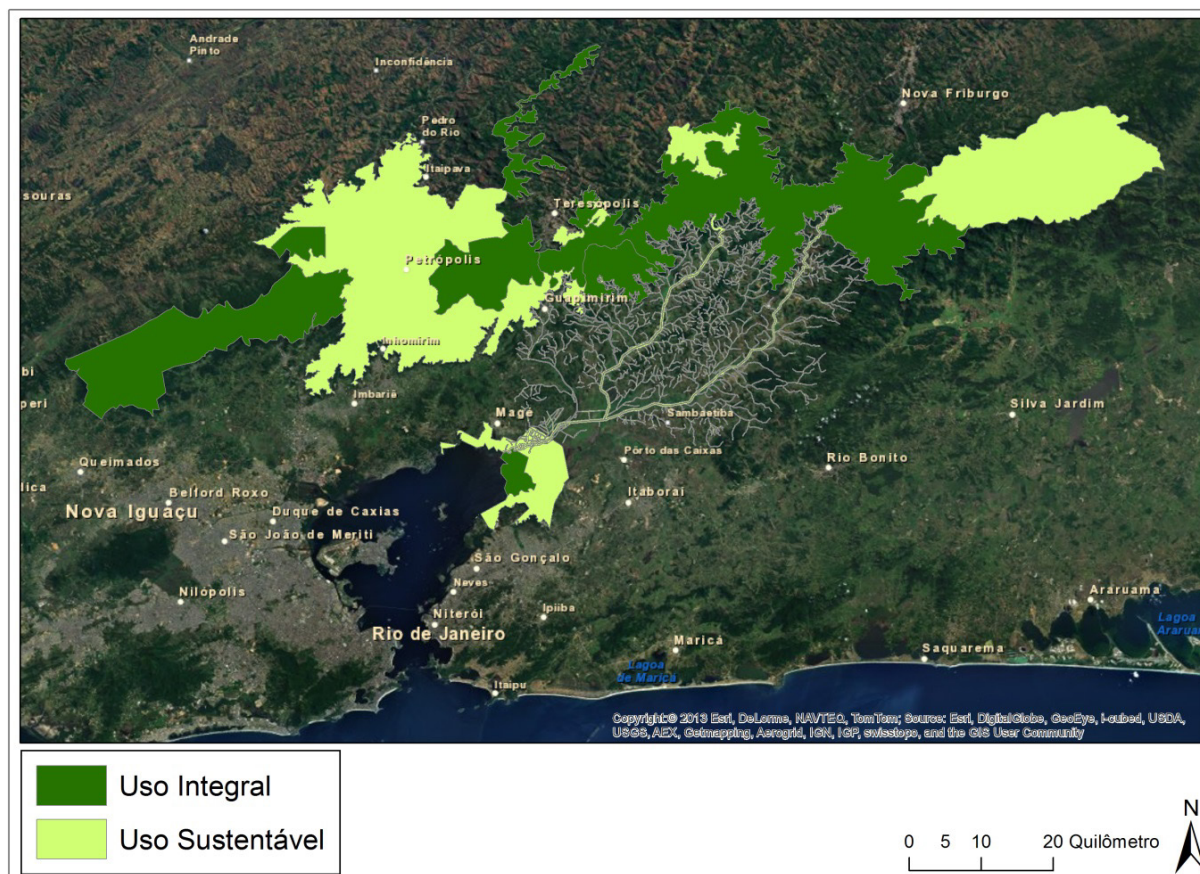 Andrade
Pinto
Inconfidência
Nova Friburgo
Pedro
do Rio
Itaipava
souras
Teresópolis
Petrópolis
Guapimirim
Inhomirim
bi
peri
Imbariê
Magé
Sambaetiba
Silva Jardim
Porto das Caixas
Rio Bonito
Queimados
lica
Belford Roxo
Itaboraí
Nova Iguaçu
Duque de Caxias
São João de Meriti
São Gonçalo
Neves
Nilópolis
Ipiiba
Niterói
Araruama
Rio de Janeiro
Lagoa
Araruar
Maricá
Saquarema
Lagoa
de Maricá
Itaipu
Copyright:© 2013 Esri, DeLorme, NAVTEQ, TomTom; Source: Esri, DigitalGlobe, GeoEye, i-cubed, USDA,
USGS, AEX, Getmapping, Aerogrid, IGN, IGP, swisstopo, and the GIS User Community
Uso Integral
Uso Sustentável
0 5 10 20 Quilômetro
N